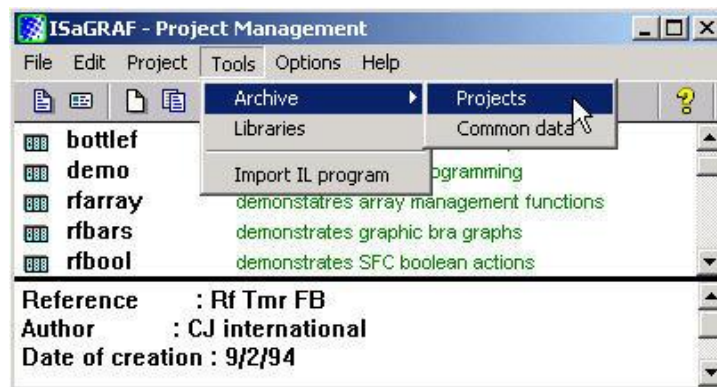 ISaGRAF - Project Management
File Edit Project Tools Options Help
Archive Projects
Libraries Common data
Import IL program
bottlef
demo ogramming
rfarray demonstatres array management functions
rfbars demonstrates graphic bra graphs
rfbool demonstrates SFC boolean actions
Reference : Rf Tmr FB
Author : CJ international
Date of creation : 9/2/94